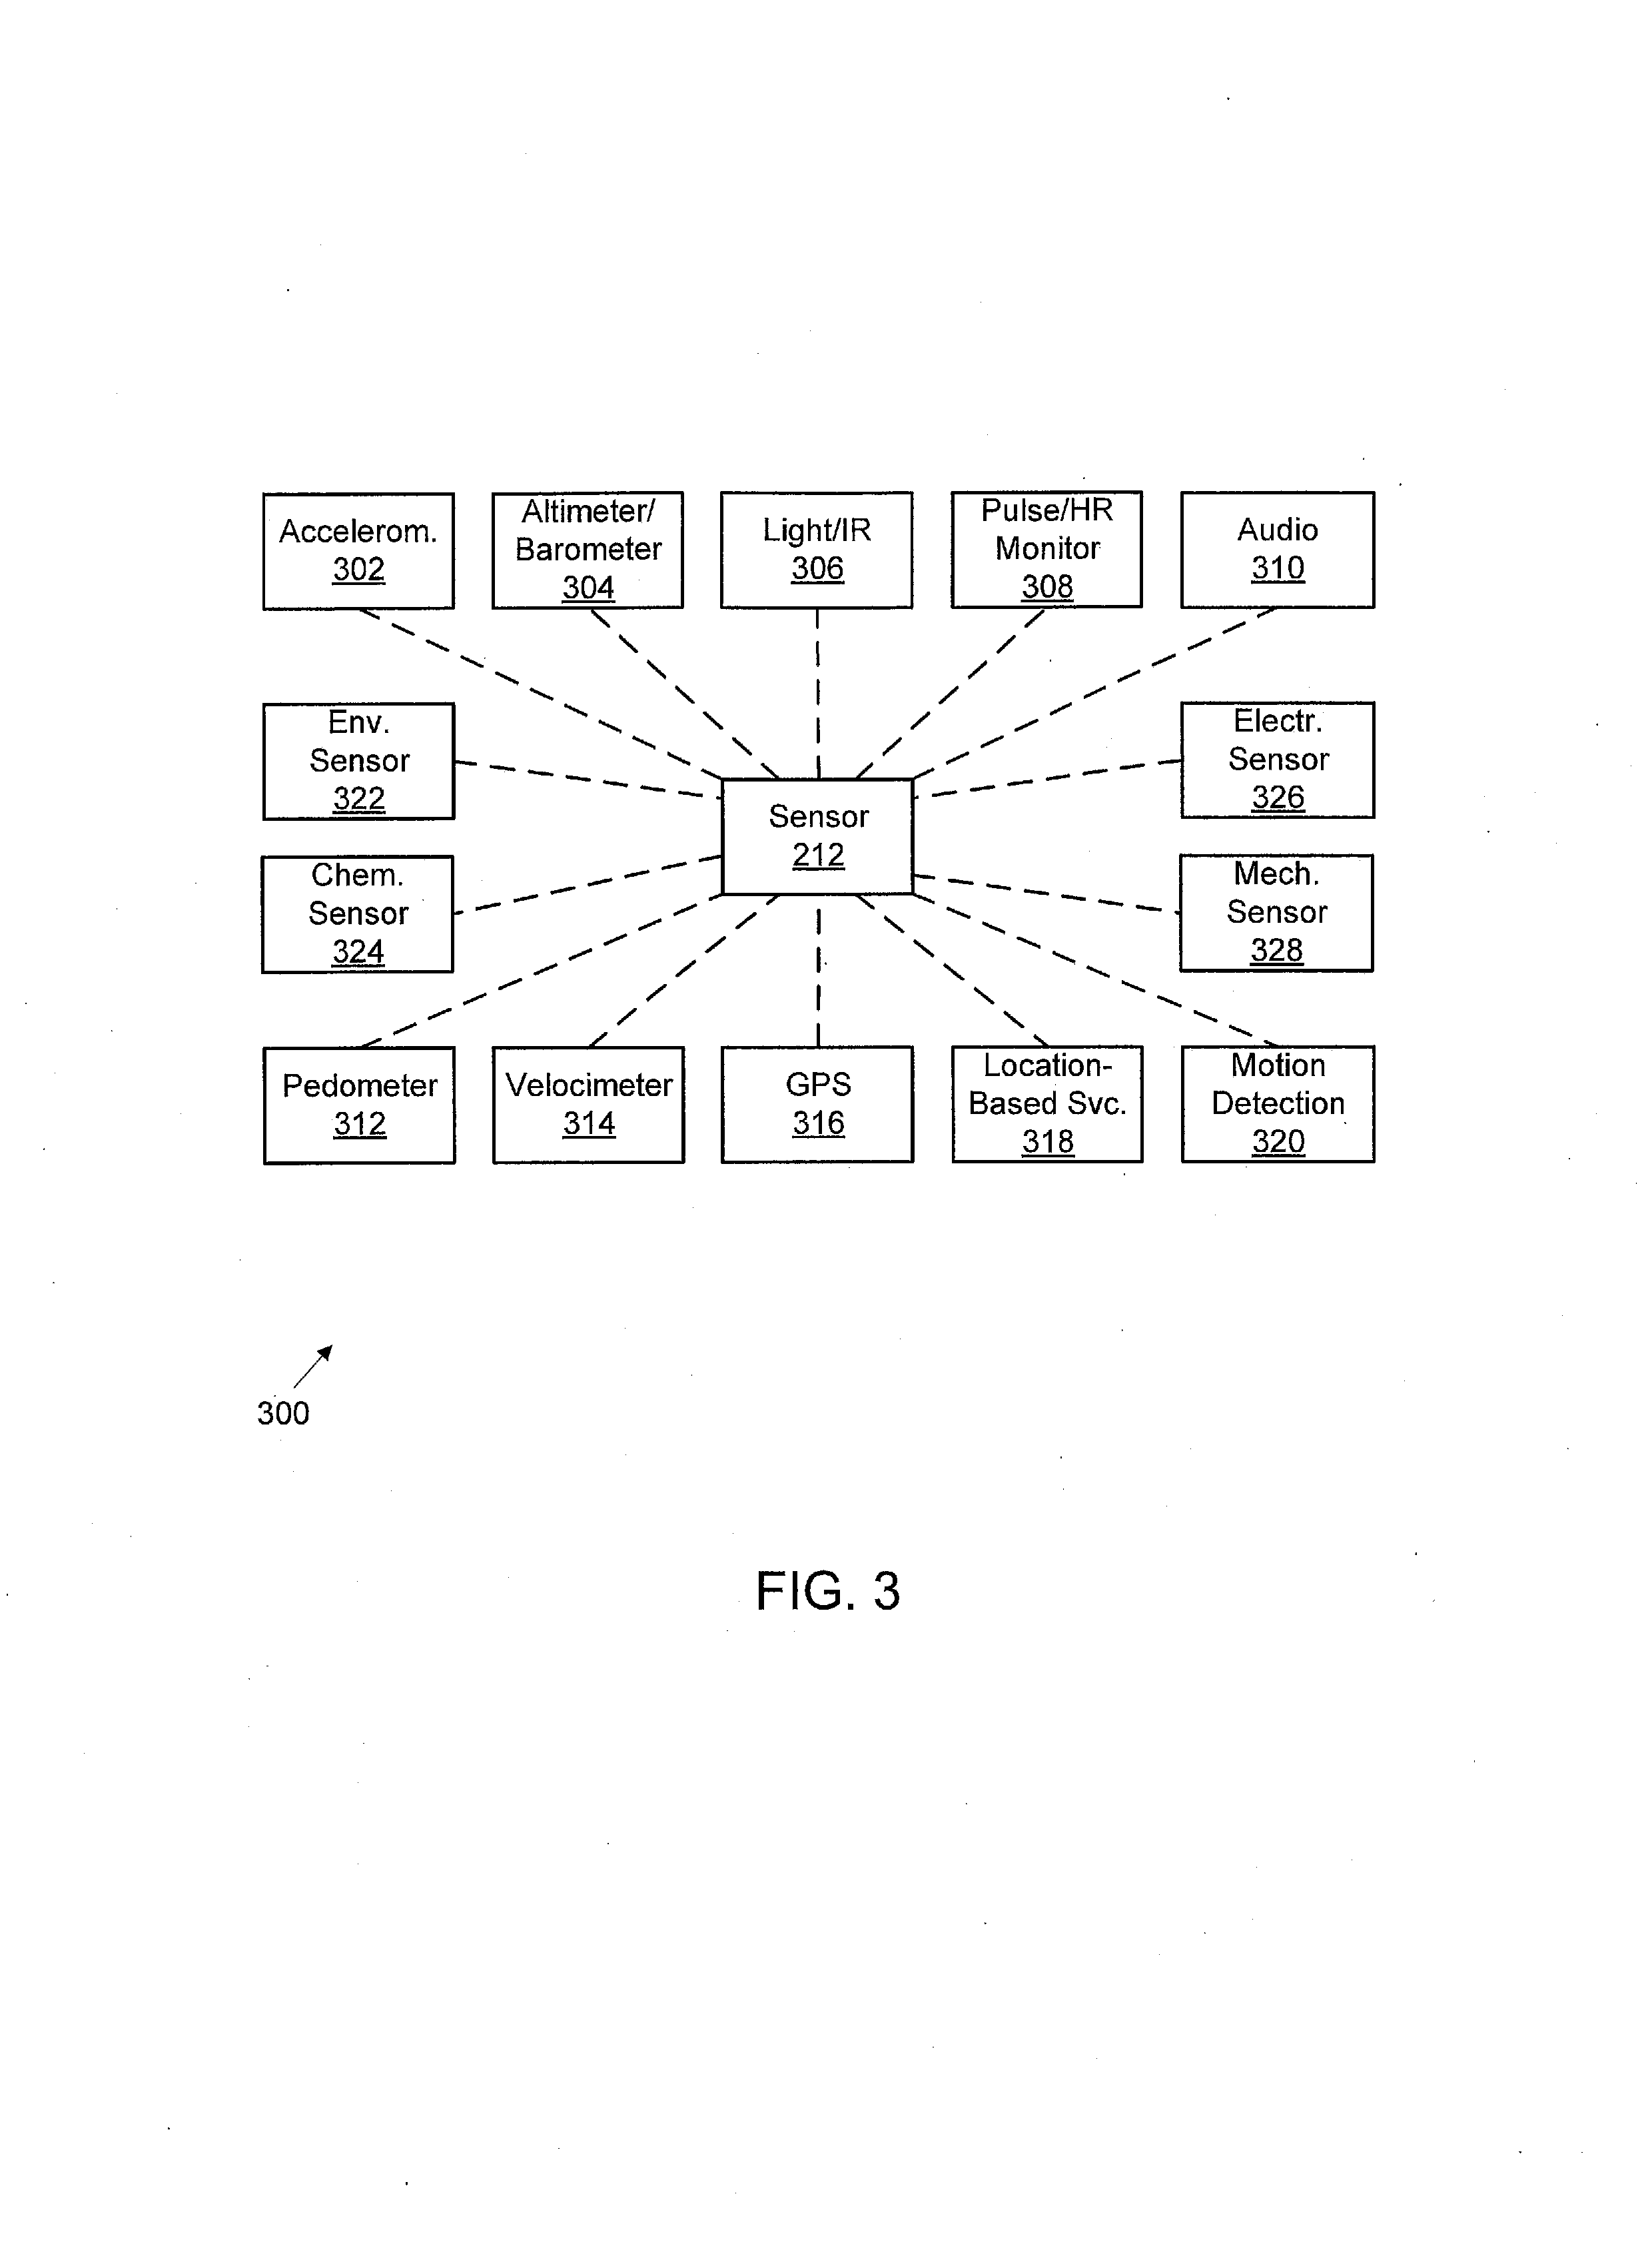 Accelerom.
302
Altimeter/
Barometer
304
Light/IR
306
Pulse/HR
Monitor
308
Audio
310
Env.
Sensor
322
Electr.
Sensor
326
Sensor
212
Chem.
Sensor
324
Mech.
Sensor
328
Pedometer
312
Velocimeter
314
GPS
316
Location-
Based Svc.
318
Motion
Detection
320
300
FIG. 3